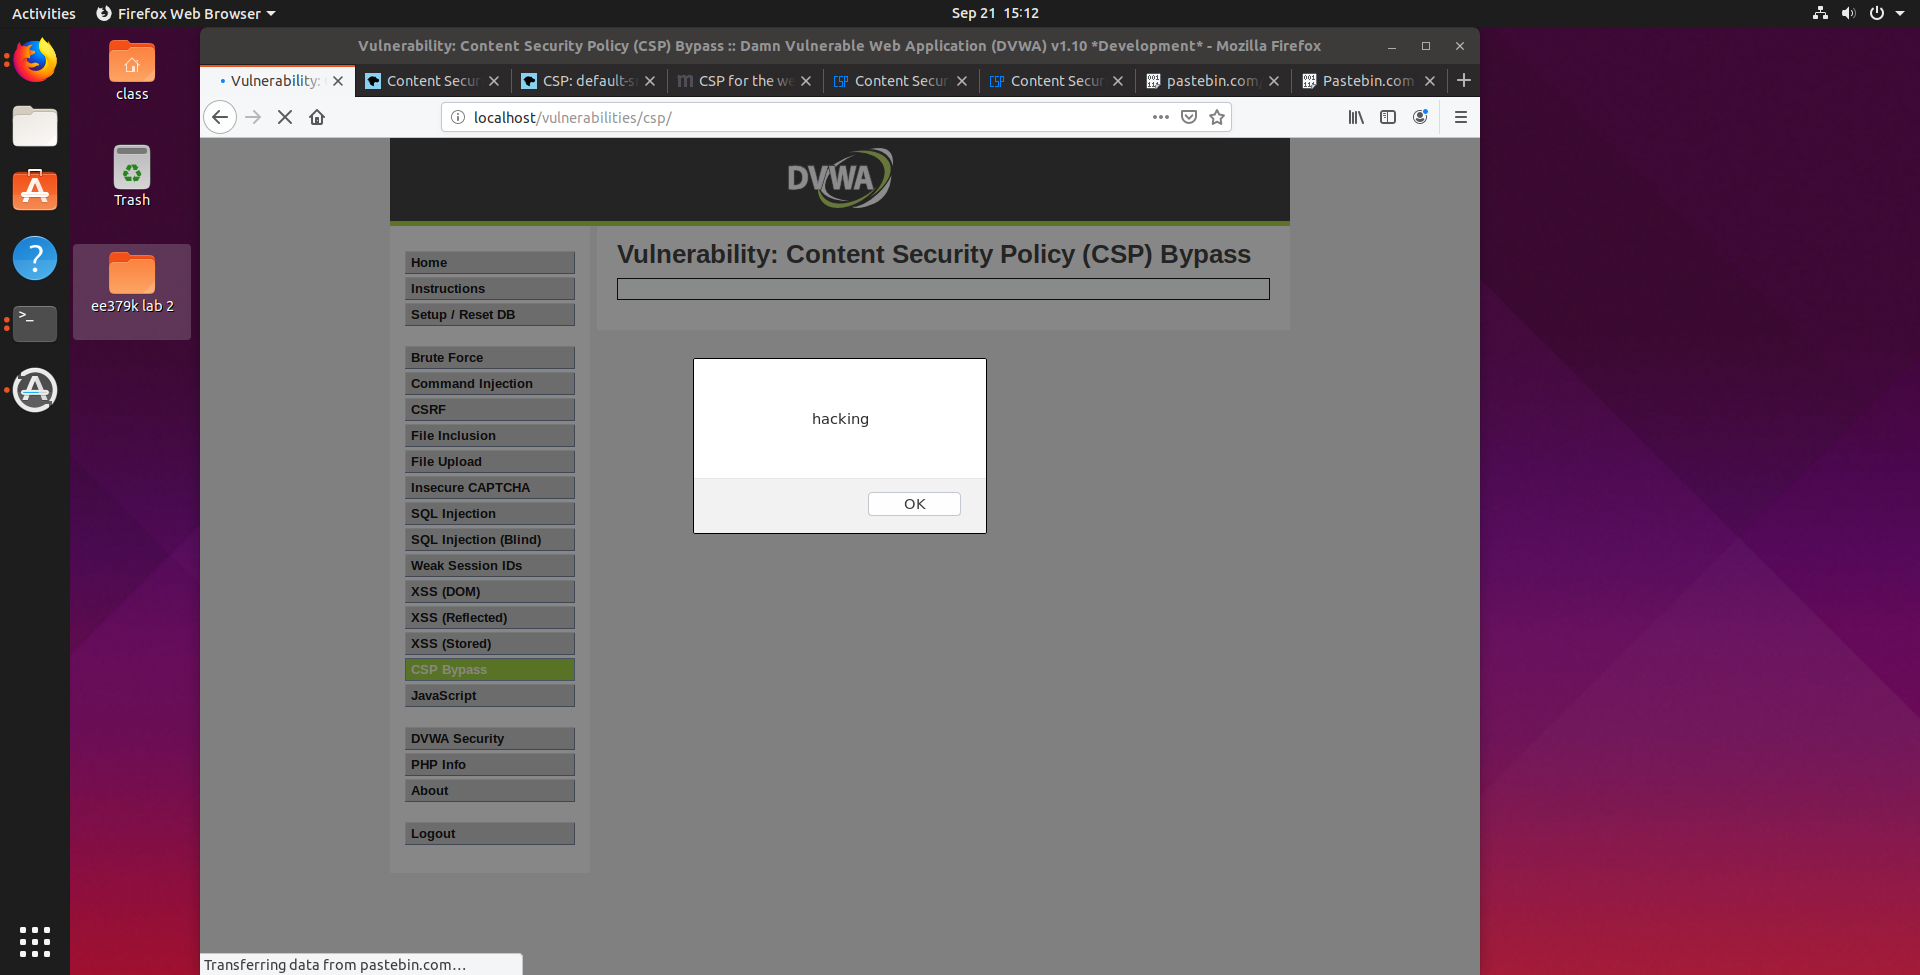 Activities
Firefox Web Browser
Sep 21 15:12
class
Trash
ee379k lab 2
Vulnerability: Content Security Policy (CSP) Bypass :: Damn Vulnerable Web Application (DVWA) v1.10 *Development* - Mozilla Firefox
Vulnerability:
Content Secur
CSP: default-s
CSP for the we
Content Secur
Content Secur
pastebin.com
Pastebin.com
localhost/vulnerabilities/csp/
DVWA
Home
Instructions
Setup / Reset DB
Brute Force
Command Injection
CSRF
File Inclusion
File Upload
Insecure CAPTCHA
SQL Injection
SQL Injection (Blind)
Weak Session IDs
XSS (DOM)
XSS (Reflected)
XSS (Stored)
CSP Bypass
JavaScript
DVWA Security
PHP Info
About
Logout
Vulnerability: Content Security Policy (CSP) Bypass
hacking
OK
Transferring data from pastebin.com…